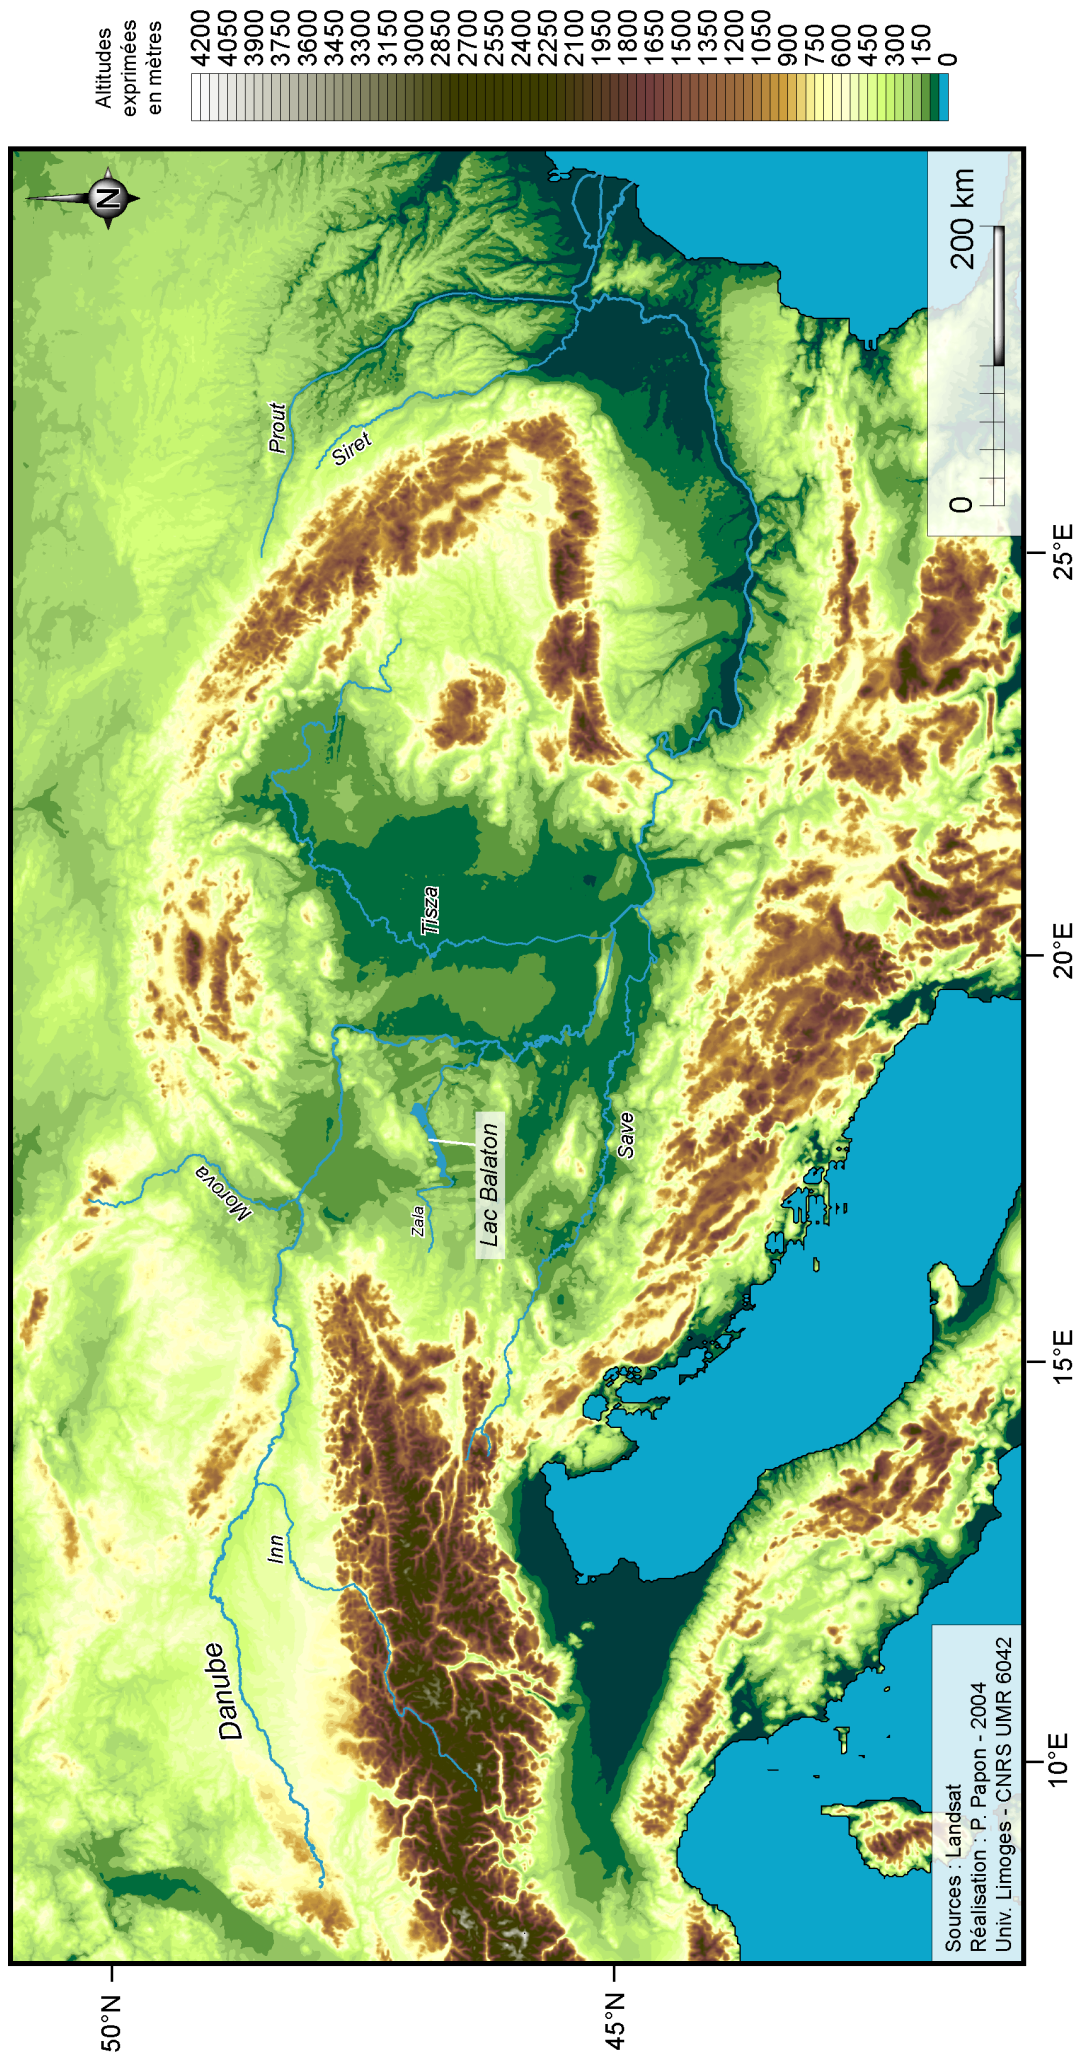 Altitudes
exprimées
en mètres
4200
4050
3900
3750
3600
3450
3300
3150
3000
2850
2700
2550
2400
2250
2100
1950
1800
1650
1500
1350
1200
1050
900
750
600
450
300
150
0
N
Prout
Siret
Tisza
Morova
Zala
Lac Balaton
Save
Inn
Danube
0 200 km
50°N
45°N
10°E
15°E
20°E
25°E
Sources : Landsat
Réalisation : P. Papon - 2004
Univ. Limoges - CNRS UMR 6042